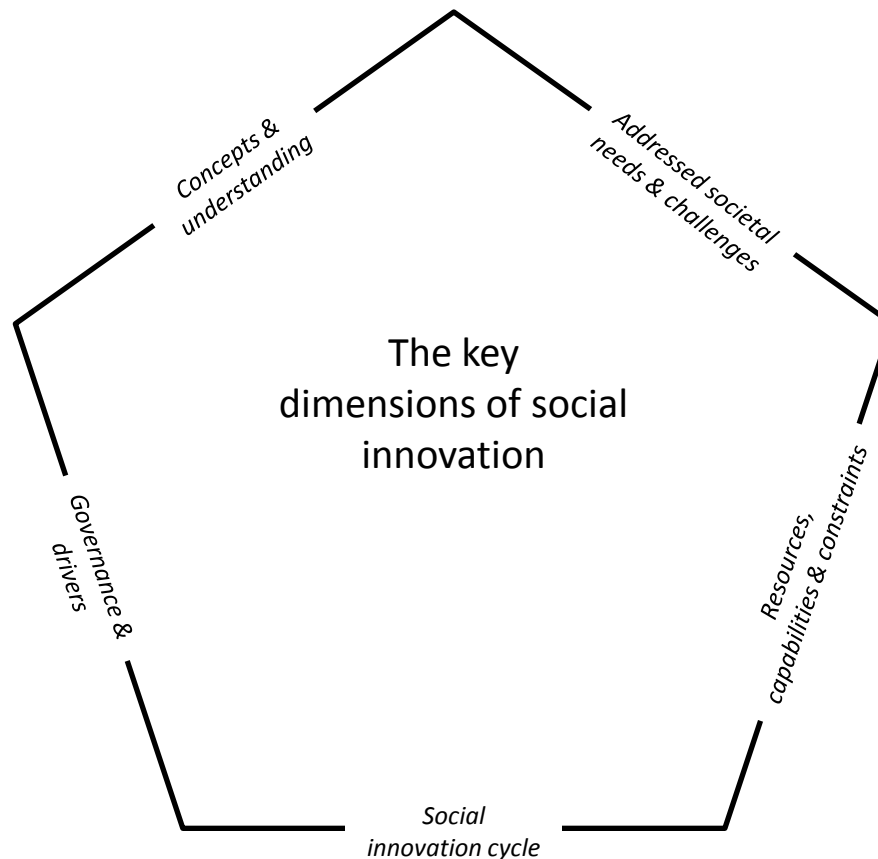 Concepts &
understanding
Addressed societal
needs & challenges
The key
dimensions of social
innovation
Governance &
drivers
Resources,
capabilities & constraints
Social
innovation cycle